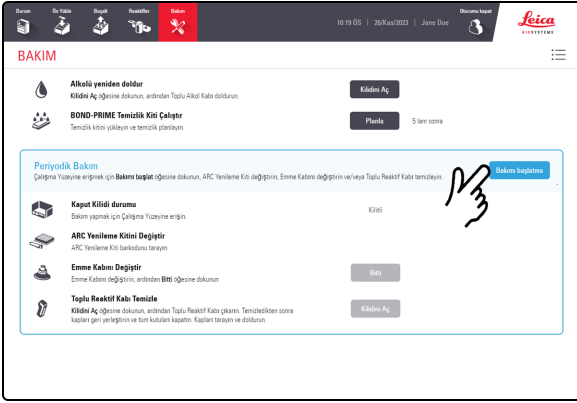 Durum Ön Yükle Boşalt Reaktifler Bakım
10:19 ÖS | 26/Kas/2023 | Jane Doe
Oturumu kapat
Leica
BIOSYSTEMS
BAKIM
Alkolü yeniden doldur
Kilidini Aç öğesine dokunun, ardından Toplu Alkol Kabı doldurun.
Kilidini Aç
BOND-PRIME Temizlik Kiti Çalıştır
Temizlik kitini yükleyin ve temizlik planlayın.
Planla
5 lam sonra
Periyodik Bakım
Çalışma Yüzeyine erişmek için Bakımı başlat öğesine dokunun, ARC Yenileme Kiti değiştirin, Emme Kabını değiştirin ve/veya Toplu Reaktif Kabı temizleyin.
Bakımı başlatma
Kaput Kilidi durumu
Bakım yapmak için Çalışma Yüzeyine erişin.
Kilitli
ARC Yenileme Kitini Değiştir
ARC Yenileme Kiti barkodunu tarayın.
Emme Kabını Değiştir
Emme Kabını değiştirin, ardından Bitti öğesine dokunun
Bitti
Toplu Reaktif Kabı Temizle
Kilidini Aç öğesine dokunun, ardından Toplu Reaktif Kabı çıkarın. Temizledikten sonra
kapları geri yerleştirin ve tüm kutuları kapatın. Kapları tarayın ve doldurun.
Kilidini Aç